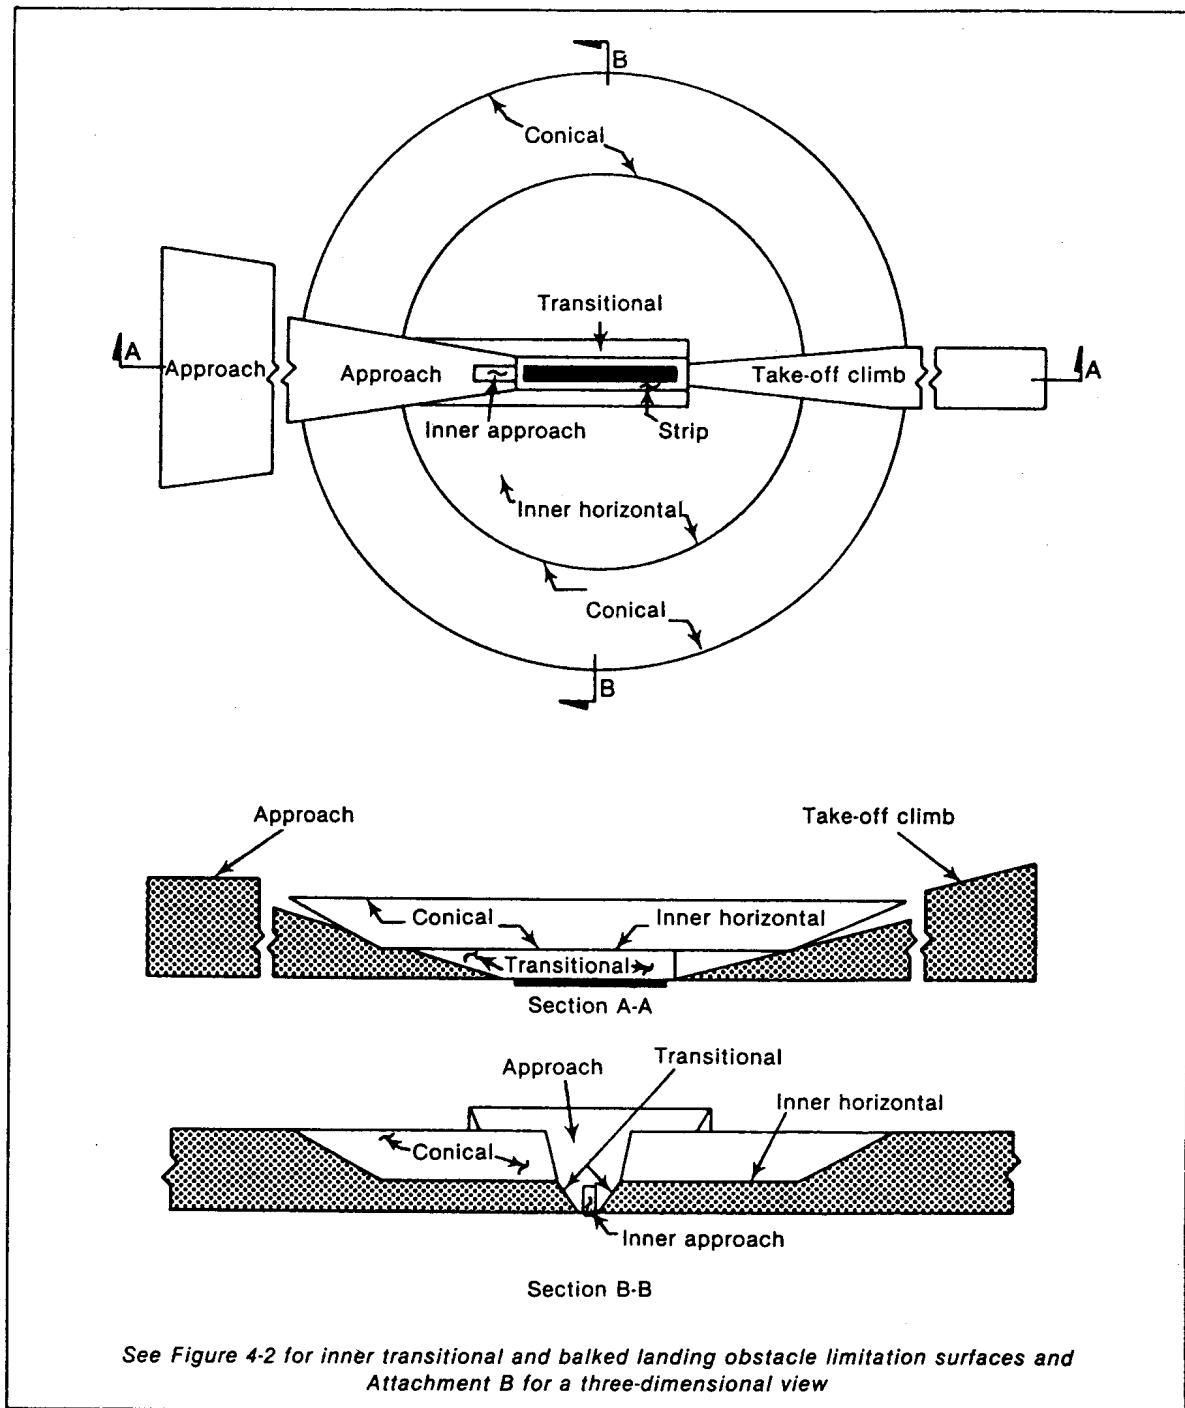 B
Conical
Transitional
A
Approach
Approach
Take-off climb
A
Inner approach
Strip
Inner horizontal
Conical
B
Approach
Take-off climb
Conical
Inner horizontal
Transitional
Section A-A
Transitional
Approach
Inner horizontal
Conical
Inner approach
Section B-B
See Figure 4-2 for inner transitional and balked landing obstacle limitation surfaces and
Attachment B for a three-dimensional view